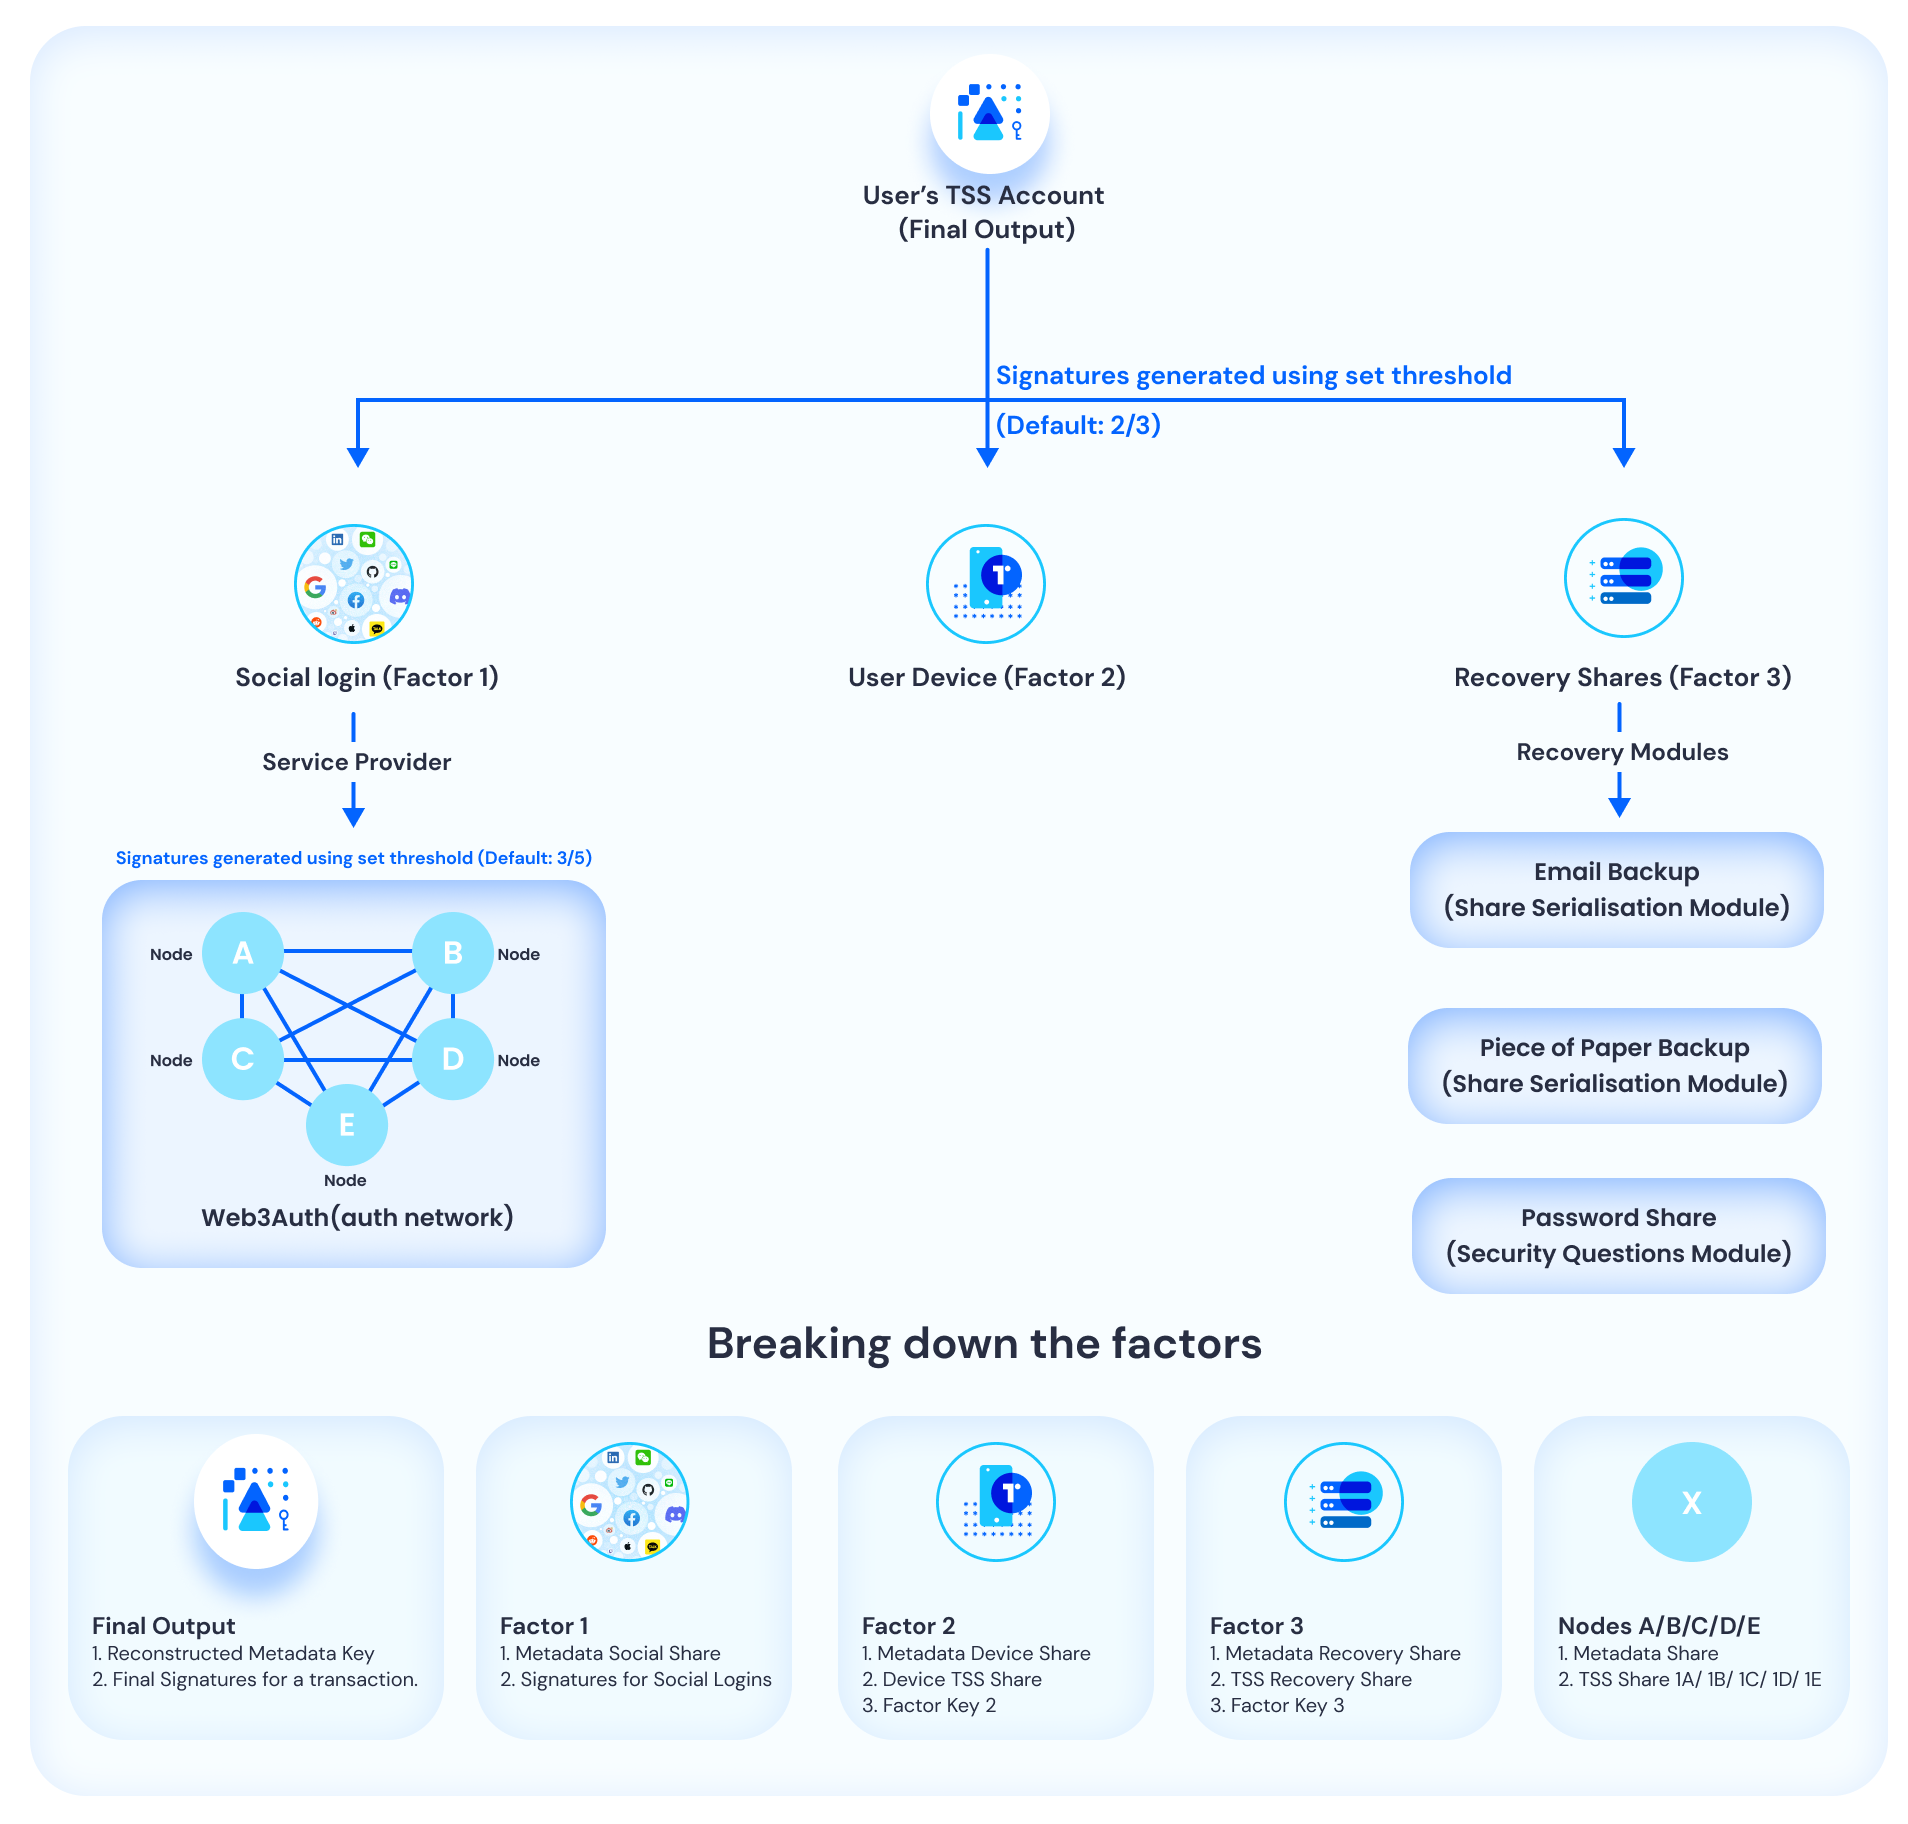 User’s TSS Account
(Final Output)
Signatures generated using set threshold
(Default: 2/3)
Social login (Factor 1)
User Device (Factor 2)
Recovery Shares (Factor 3)
Service Provider
Recovery Modules
Signatures generated using set threshold (Default: 3/5)
Node
A
B
Node
Node
C
D
Node
E
Node
Web3Auth(auth network)
Email Backup
(Share Serialisation Module)
Piece of Paper Backup
(Share Serialisation Module)
Password Share
(Security Questions Module)
Breaking down the factors
Final Output
1. Reconstructed Metadata Key
2. Final Signatures for a transaction.
Factor 1
1. Metadata Social Share
2. Signatures for Social Logins
Factor 2
1. Metadata Device Share
2. Device TSS Share
3. Factor Key 2
Factor 3
1. Metadata Recovery Share
2. TSS Recovery Share
3. Factor Key 3
X
Nodes A/B/C/D/E
1. Metadata Share
2. TSS Share 1A/ 1B/ 1C/ 1D/ 1E